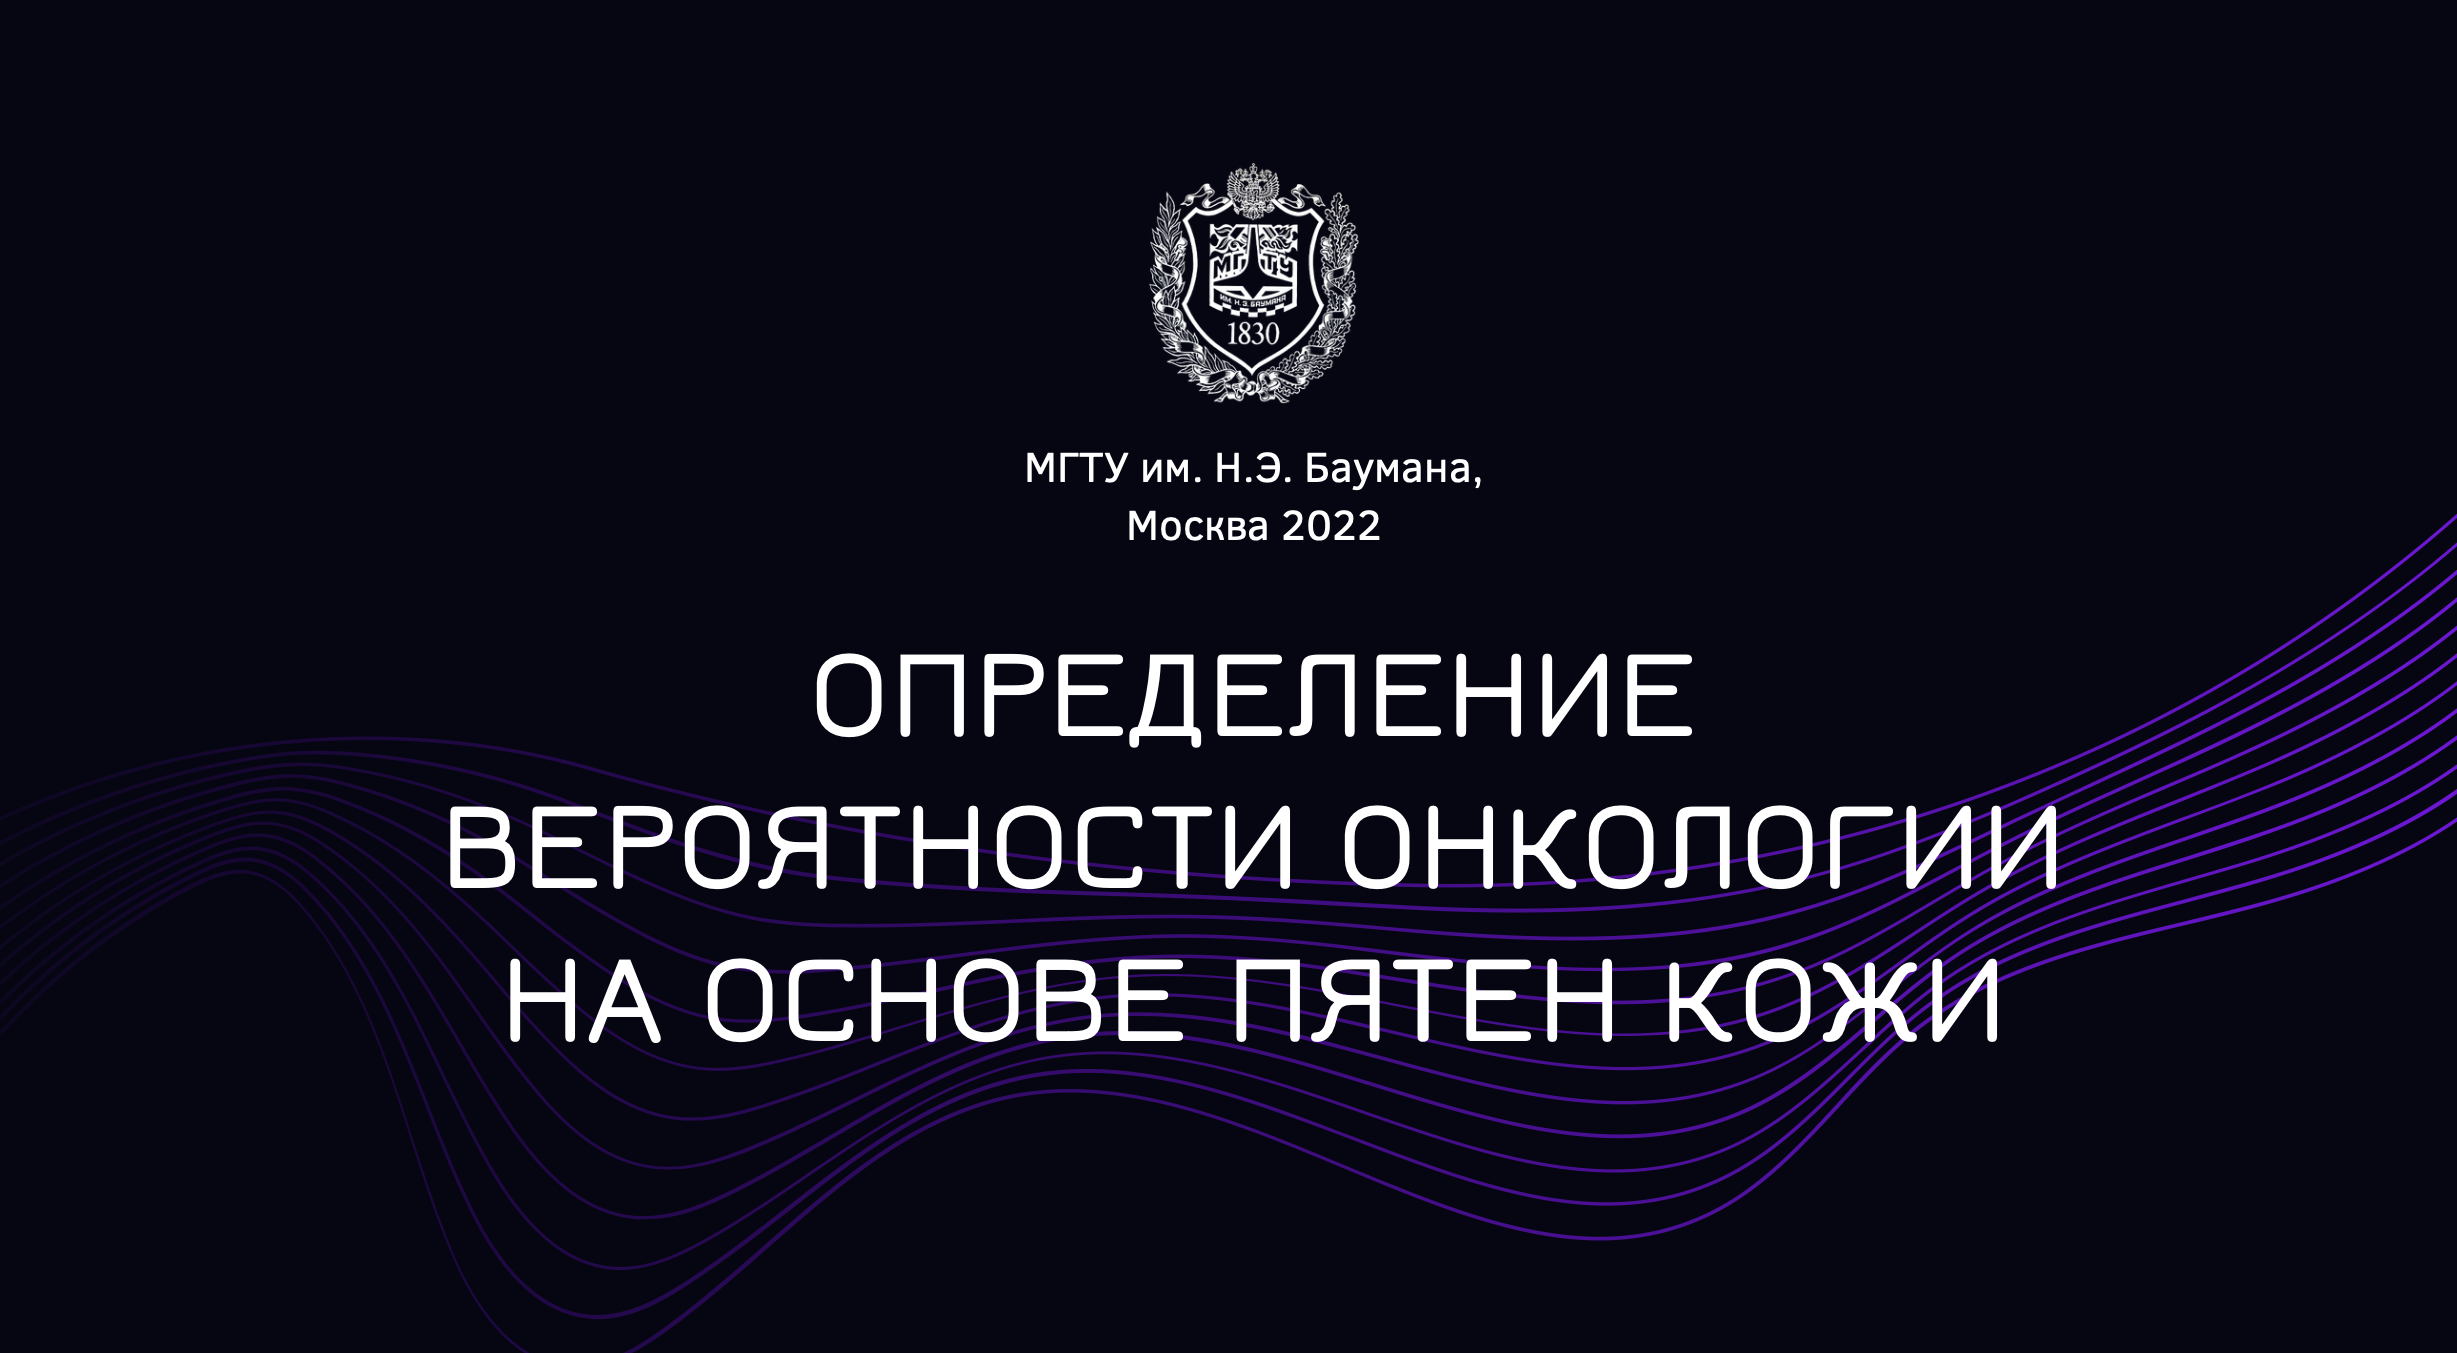 МГТУ
ИМ. Н.Э. БАУМАНА
1830
МГТУ им. Н.Э. Баумана,
Москва 2022
ОПРЕДЕЛЕНИЕ
ВЕРОЯТНОСТИ ОНКОЛОГИИ
НА ОСНОВЕ ПЯТЕН КОЖИ